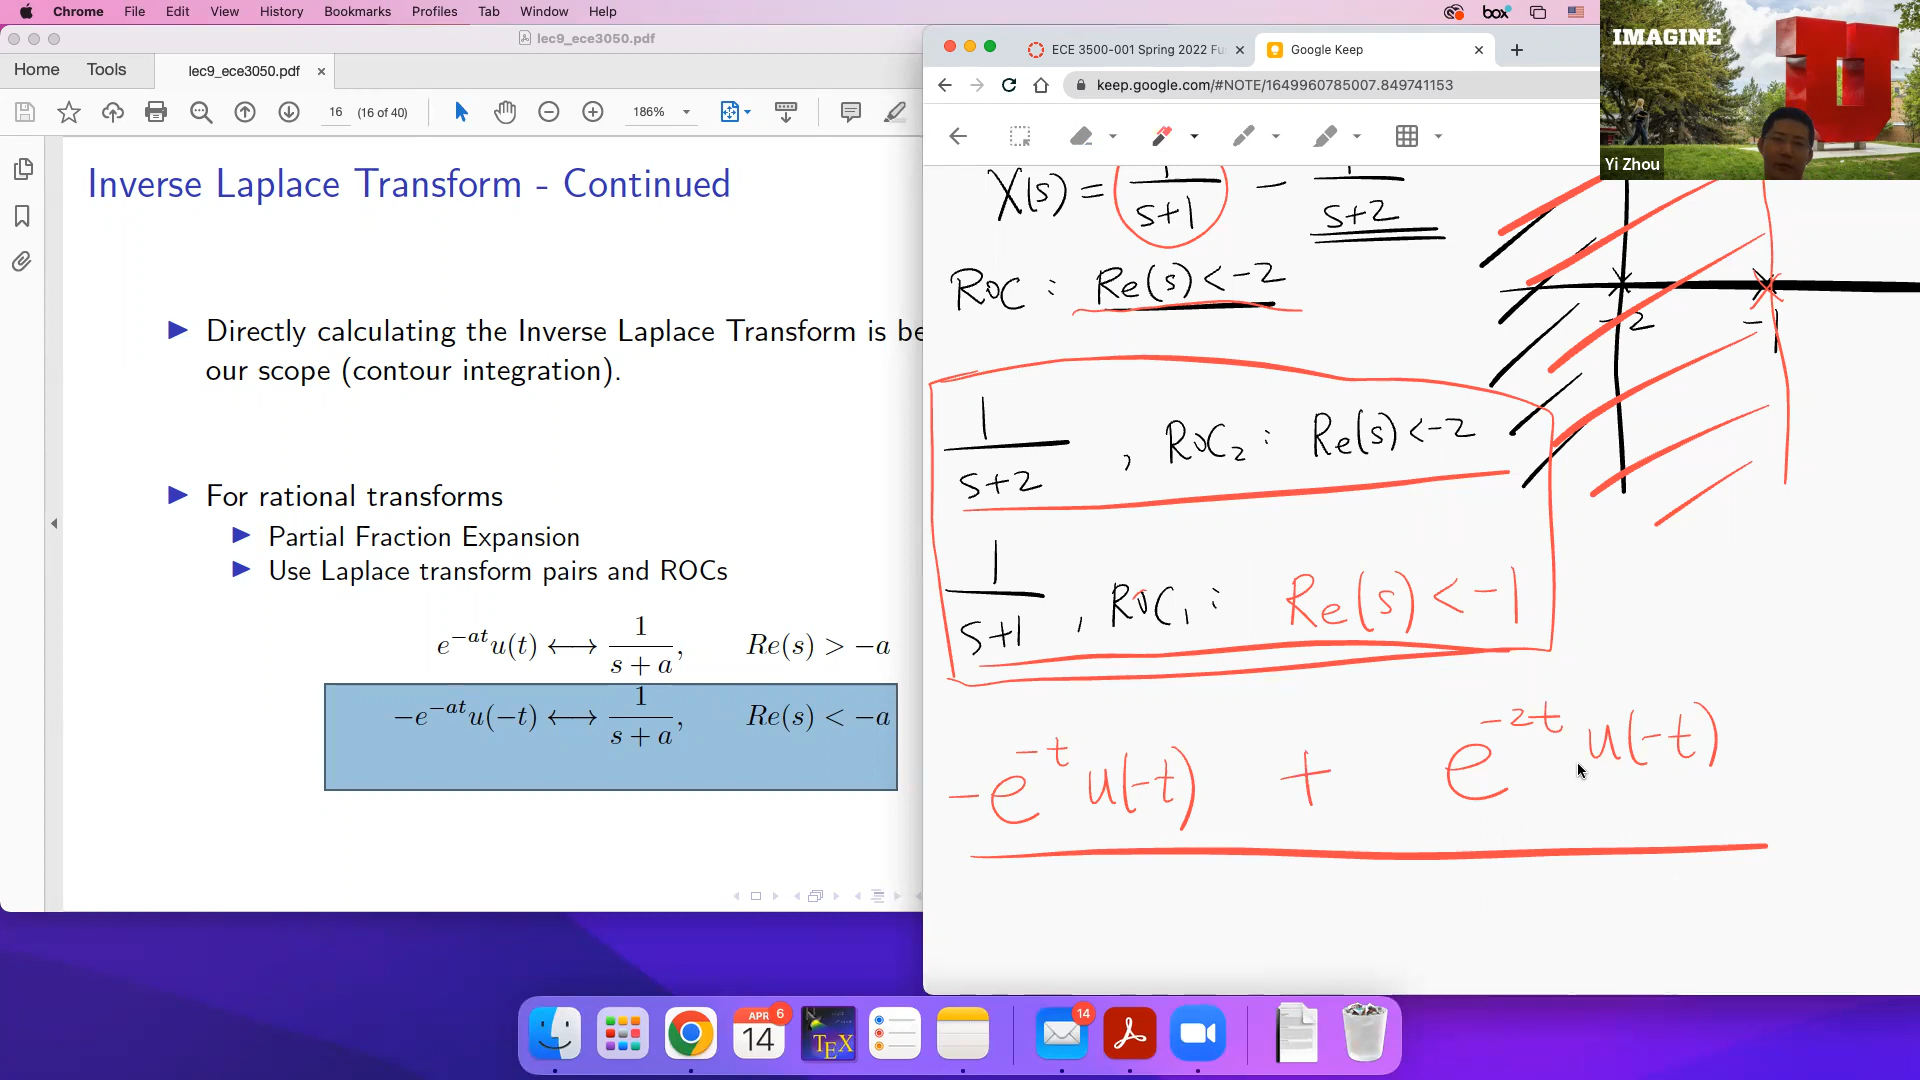 Chrome File Edit View History Bookmarks Profiles Tab Window Help
box
lec9_ece3050.pdf
Home Tools lec9_ece3050.pdf ×
16 (16 of 40) 186%
Inverse Laplace Transform - Continued
Directly calculating the Inverse Laplace Transform is be
our scope (contour integration).
For rational transforms
Partial Fraction Expansion
Use Laplace transform pairs and ROCs
e^{-at}u(t) ⟷ 1/(s + a), Re(s) > −a
−e^{-at}u(−t) ⟷ 1/(s + a), Re(s) < −a
ECE 3500-001 Spring 2022 Fu × Google Keep × +
keep.google.com/#NOTE/1649960785007.849741153
X(s) = 1/(s+1) − 1/(s+2)
ROC : Re(s) < −2
1/(s+2) , ROC₂ : Re(s) < −2
1/(s+1) , ROC₁ : Re(s) < −1
−e^{-t} u(−t) + e^{-2t} u(−t)
−2 −1
IMAGINE
U
Yi Zhou
APR 6
14
TEX
14